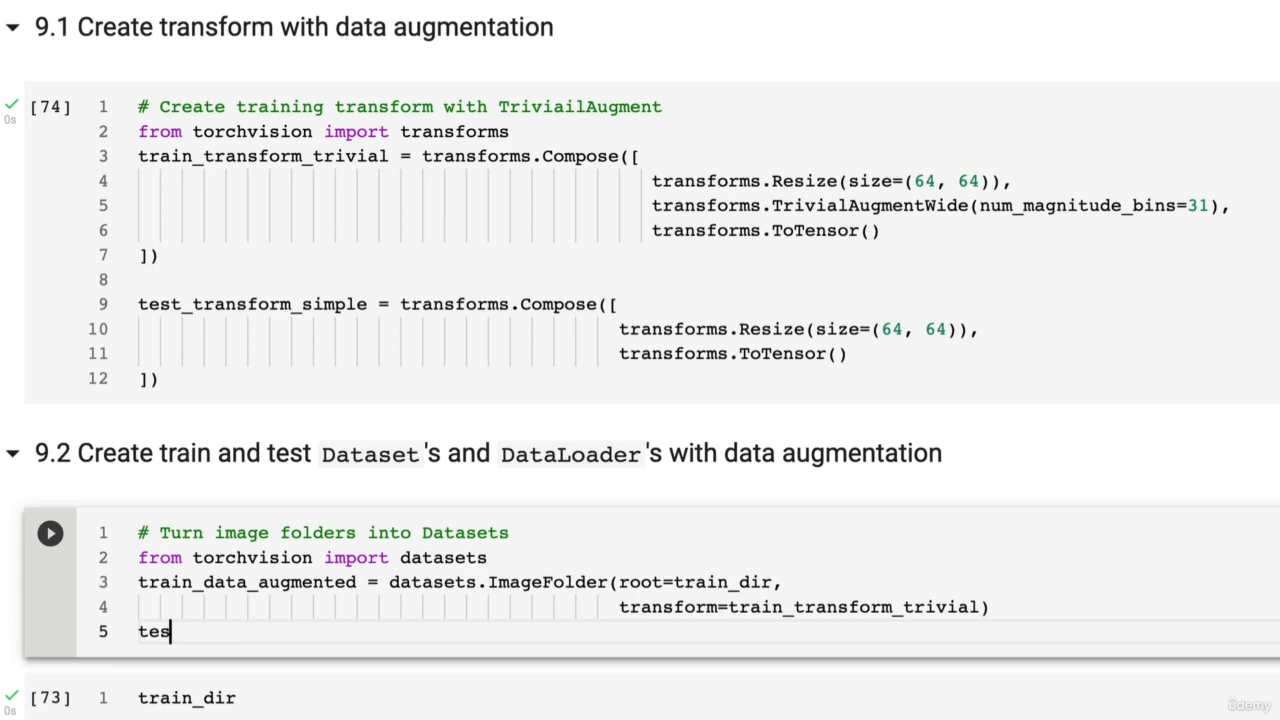 9.1 Create transform with data augmentation
[74] 1 # Create training transform with TriviailAugment
2 from torchvision import transforms
3 train_transform_trivial = transforms.Compose([
4 transforms.Resize(size=(64, 64)),
5 transforms.TrivialAugmentWide(num_magnitude_bins=31),
6 transforms.ToTensor()
7 ])
8
9 test_transform_simple = transforms.Compose([
10 transforms.Resize(size=(64, 64)),
11 transforms.ToTensor()
12 ])
0s
9.2 Create train and test Dataset's and DataLoader's with data augmentation
1 # Turn image folders into Datasets
2 from torchvision import datasets
3 train_data_augmented = datasets.ImageFolder(root=train_dir,
4 transform=train_transform_trivial)
5 tes
[73] 1 train_dir
0s
ûdemy